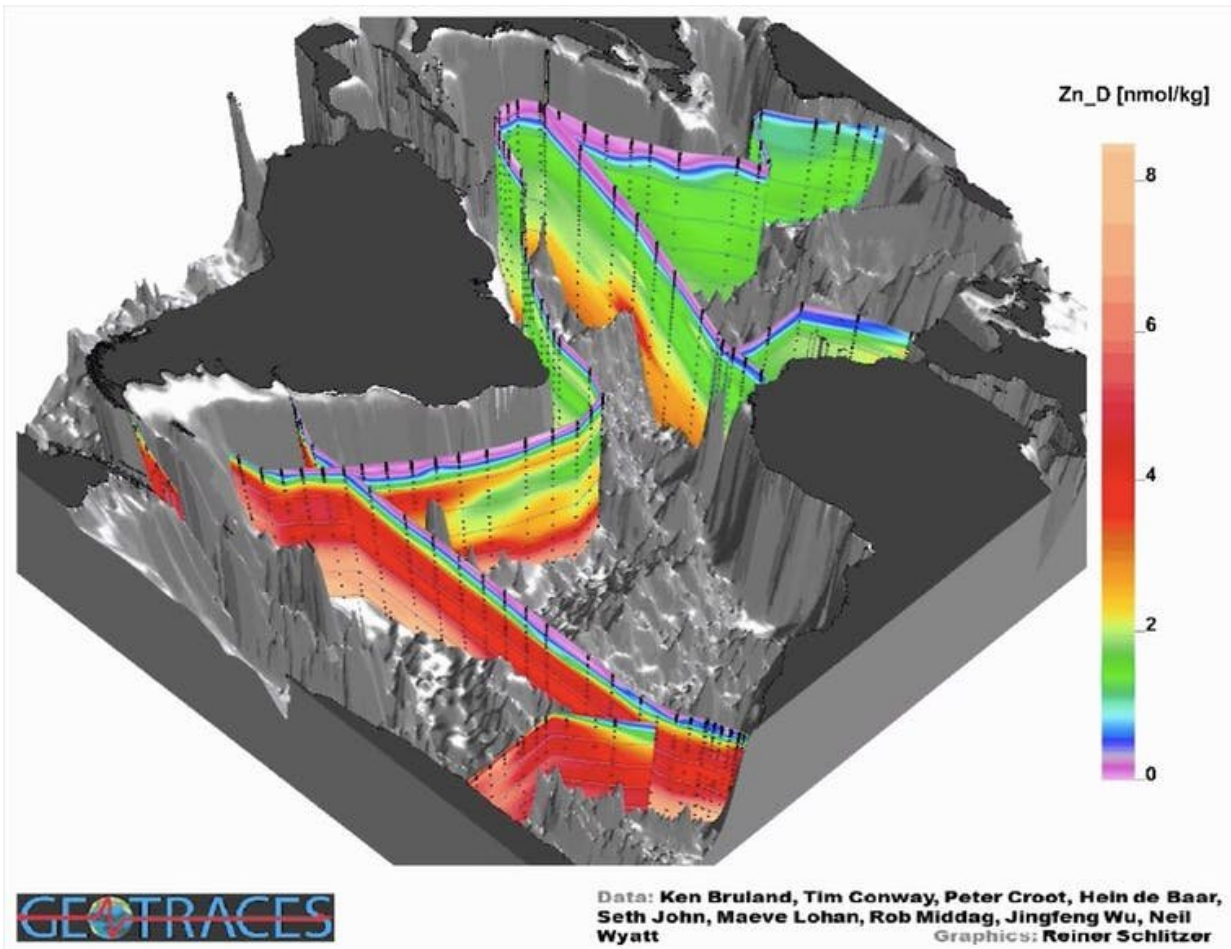 Zn_D [nmol/kg]
8
6
4
2
0
GEOTRACES
Data: Ken Bruland, Tim Conway, Peter Croot, Hein de Baar,
Seth John, Maeve Lohan, Rob Middag, Jingfeng Wu, Neil
Wyatt Graphics: Reiner Schlitzer